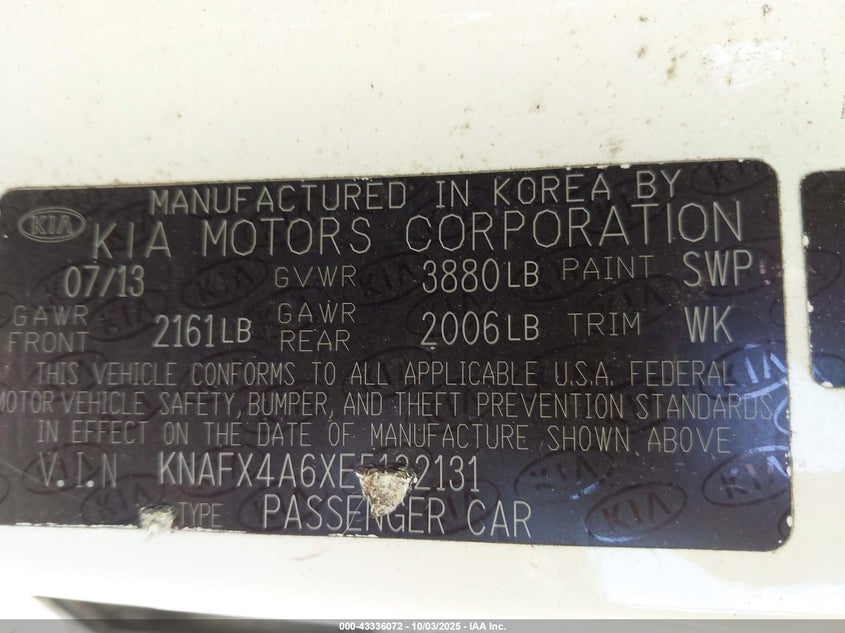 KIA
MANUFACTURED IN KOREA BY
KIA MOTORS CORPORATION
07/13 GVWR 3880LB PAINT SWP
GAWR FRONT 2161LB GAWR REAR 2006LB TRIM WK
THIS VEHICLE CONFORMS TO ALL APPLICABLE U.S.A. FEDERAL
MOTOR VEHICLE SAFETY, BUMPER, AND THEFT PREVENTION STANDARDS
IN EFFECT ON THE DATE OF MANUFACTURE SHOWN ABOVE
V.I.N KNAFX4A6XE5122131
TYPE PASSENGER CAR
000-43336072 | 10/03/2025 - IAA Inc.